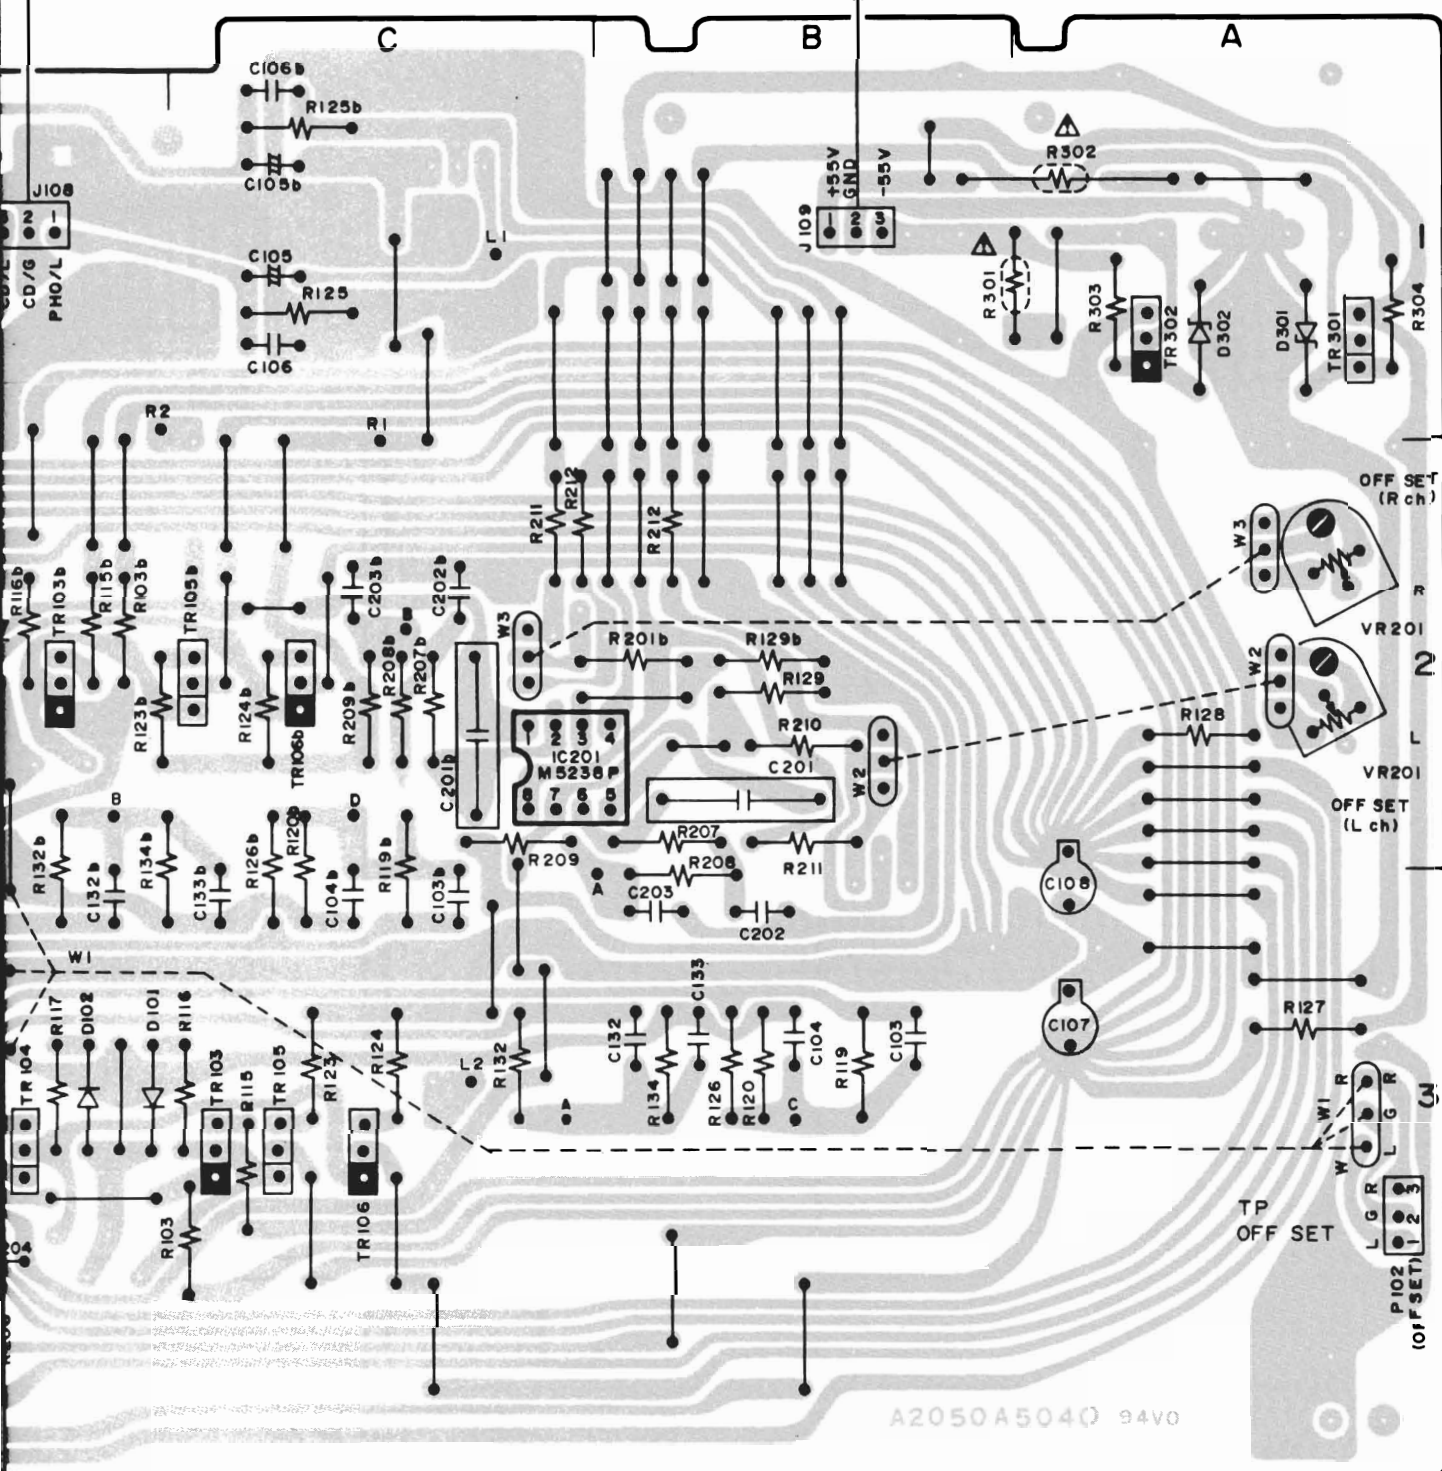 C
B
A
C106b
R125b
C105b
J108
2 1
CD/G
PHO/L
C105
R125
C106
L1
J109
+55V
GND
-55V
1 2 3
R302
R301
R303
TR302
D302
D301
TR301
R304
1
R2
R1
R211
R212
R212
OFF SET
(R ch)
W3
R
VR201
R116b
TR103b
R115b
R103b
TR105b
C203b
C202b
B
W3
R201b
R129b
R129
W2
2
R123b
R124b
TR106b
R209b
R208b
R207b
C201b
1 2 3 4
IC201
M5238P
8 7 6 5
R210
C201
W2
R128
L
VR201
OFF SET
(L ch)
B
D
R132b
C132b
R134b
C133b
R126b
R120b
C104b
R119b
C103b
R209
R207
R208
R211
A
C203
C202
C108
W1
R117
D102
D101
R116
TR104
TR103
R115
TR105
R123
R124
L2
R132
C132
C133
R134
R126
R120
C104
R119
C103
A
C
C107
R127
3
W1
R
G
L
R
W
TR106
R103
TP
OFF SET
R G L
3 2 1
P102
(OFFSET)
A2050A5040 94V0